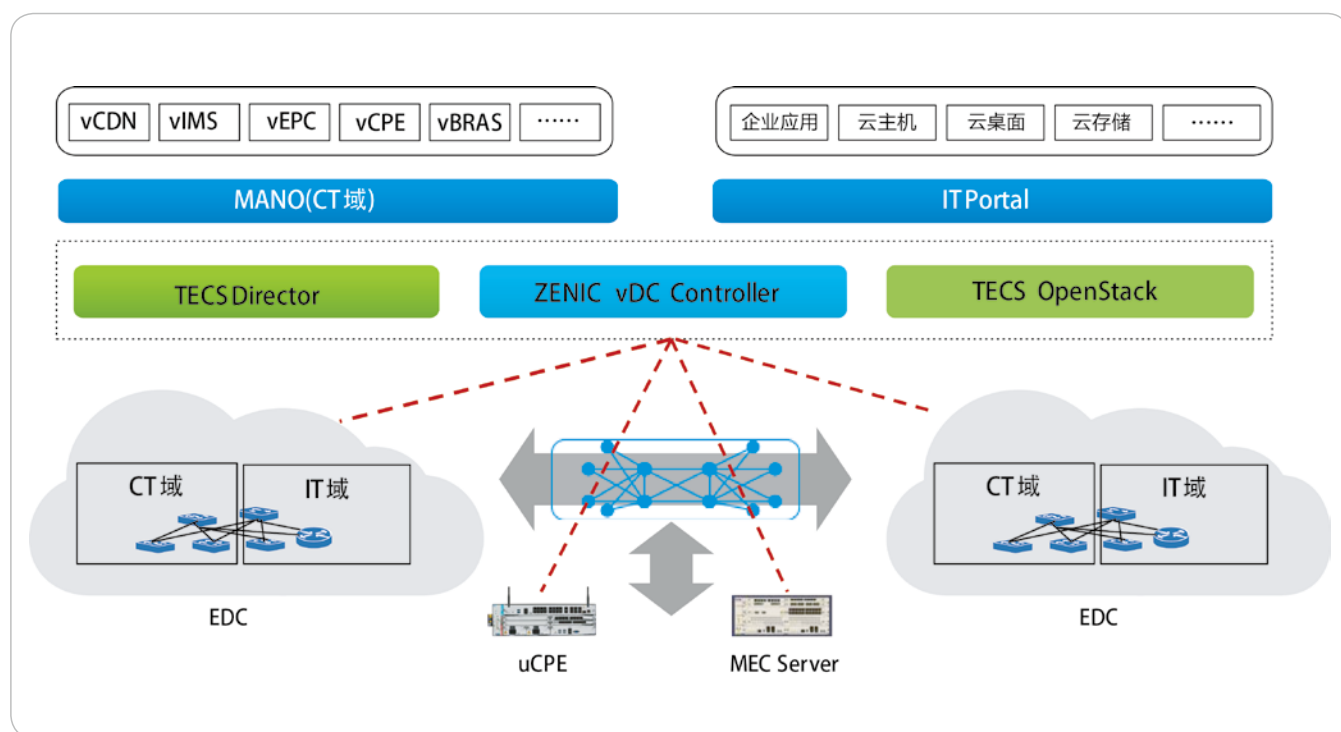 vCDN vIMS vEPC vCPE vBRAS ······
企业应用 云主机 云桌面 云存储 ······
MANO(CT域)
ITPortal
TECSDirector
ZENIC vDC Controller
TECS OpenStack
CT域 IT域
CT域 IT域
EDC
EDC
uCPE
MEC Server